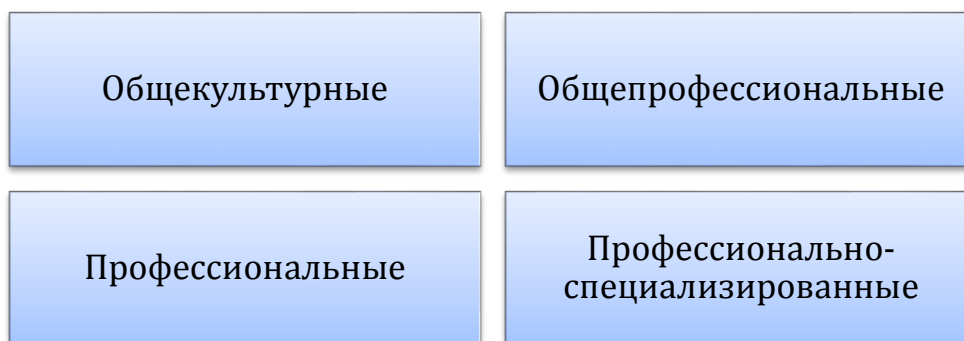 Общекультурные
Общепрофессиональные
Профессиональные
Профессионально-
специализированные